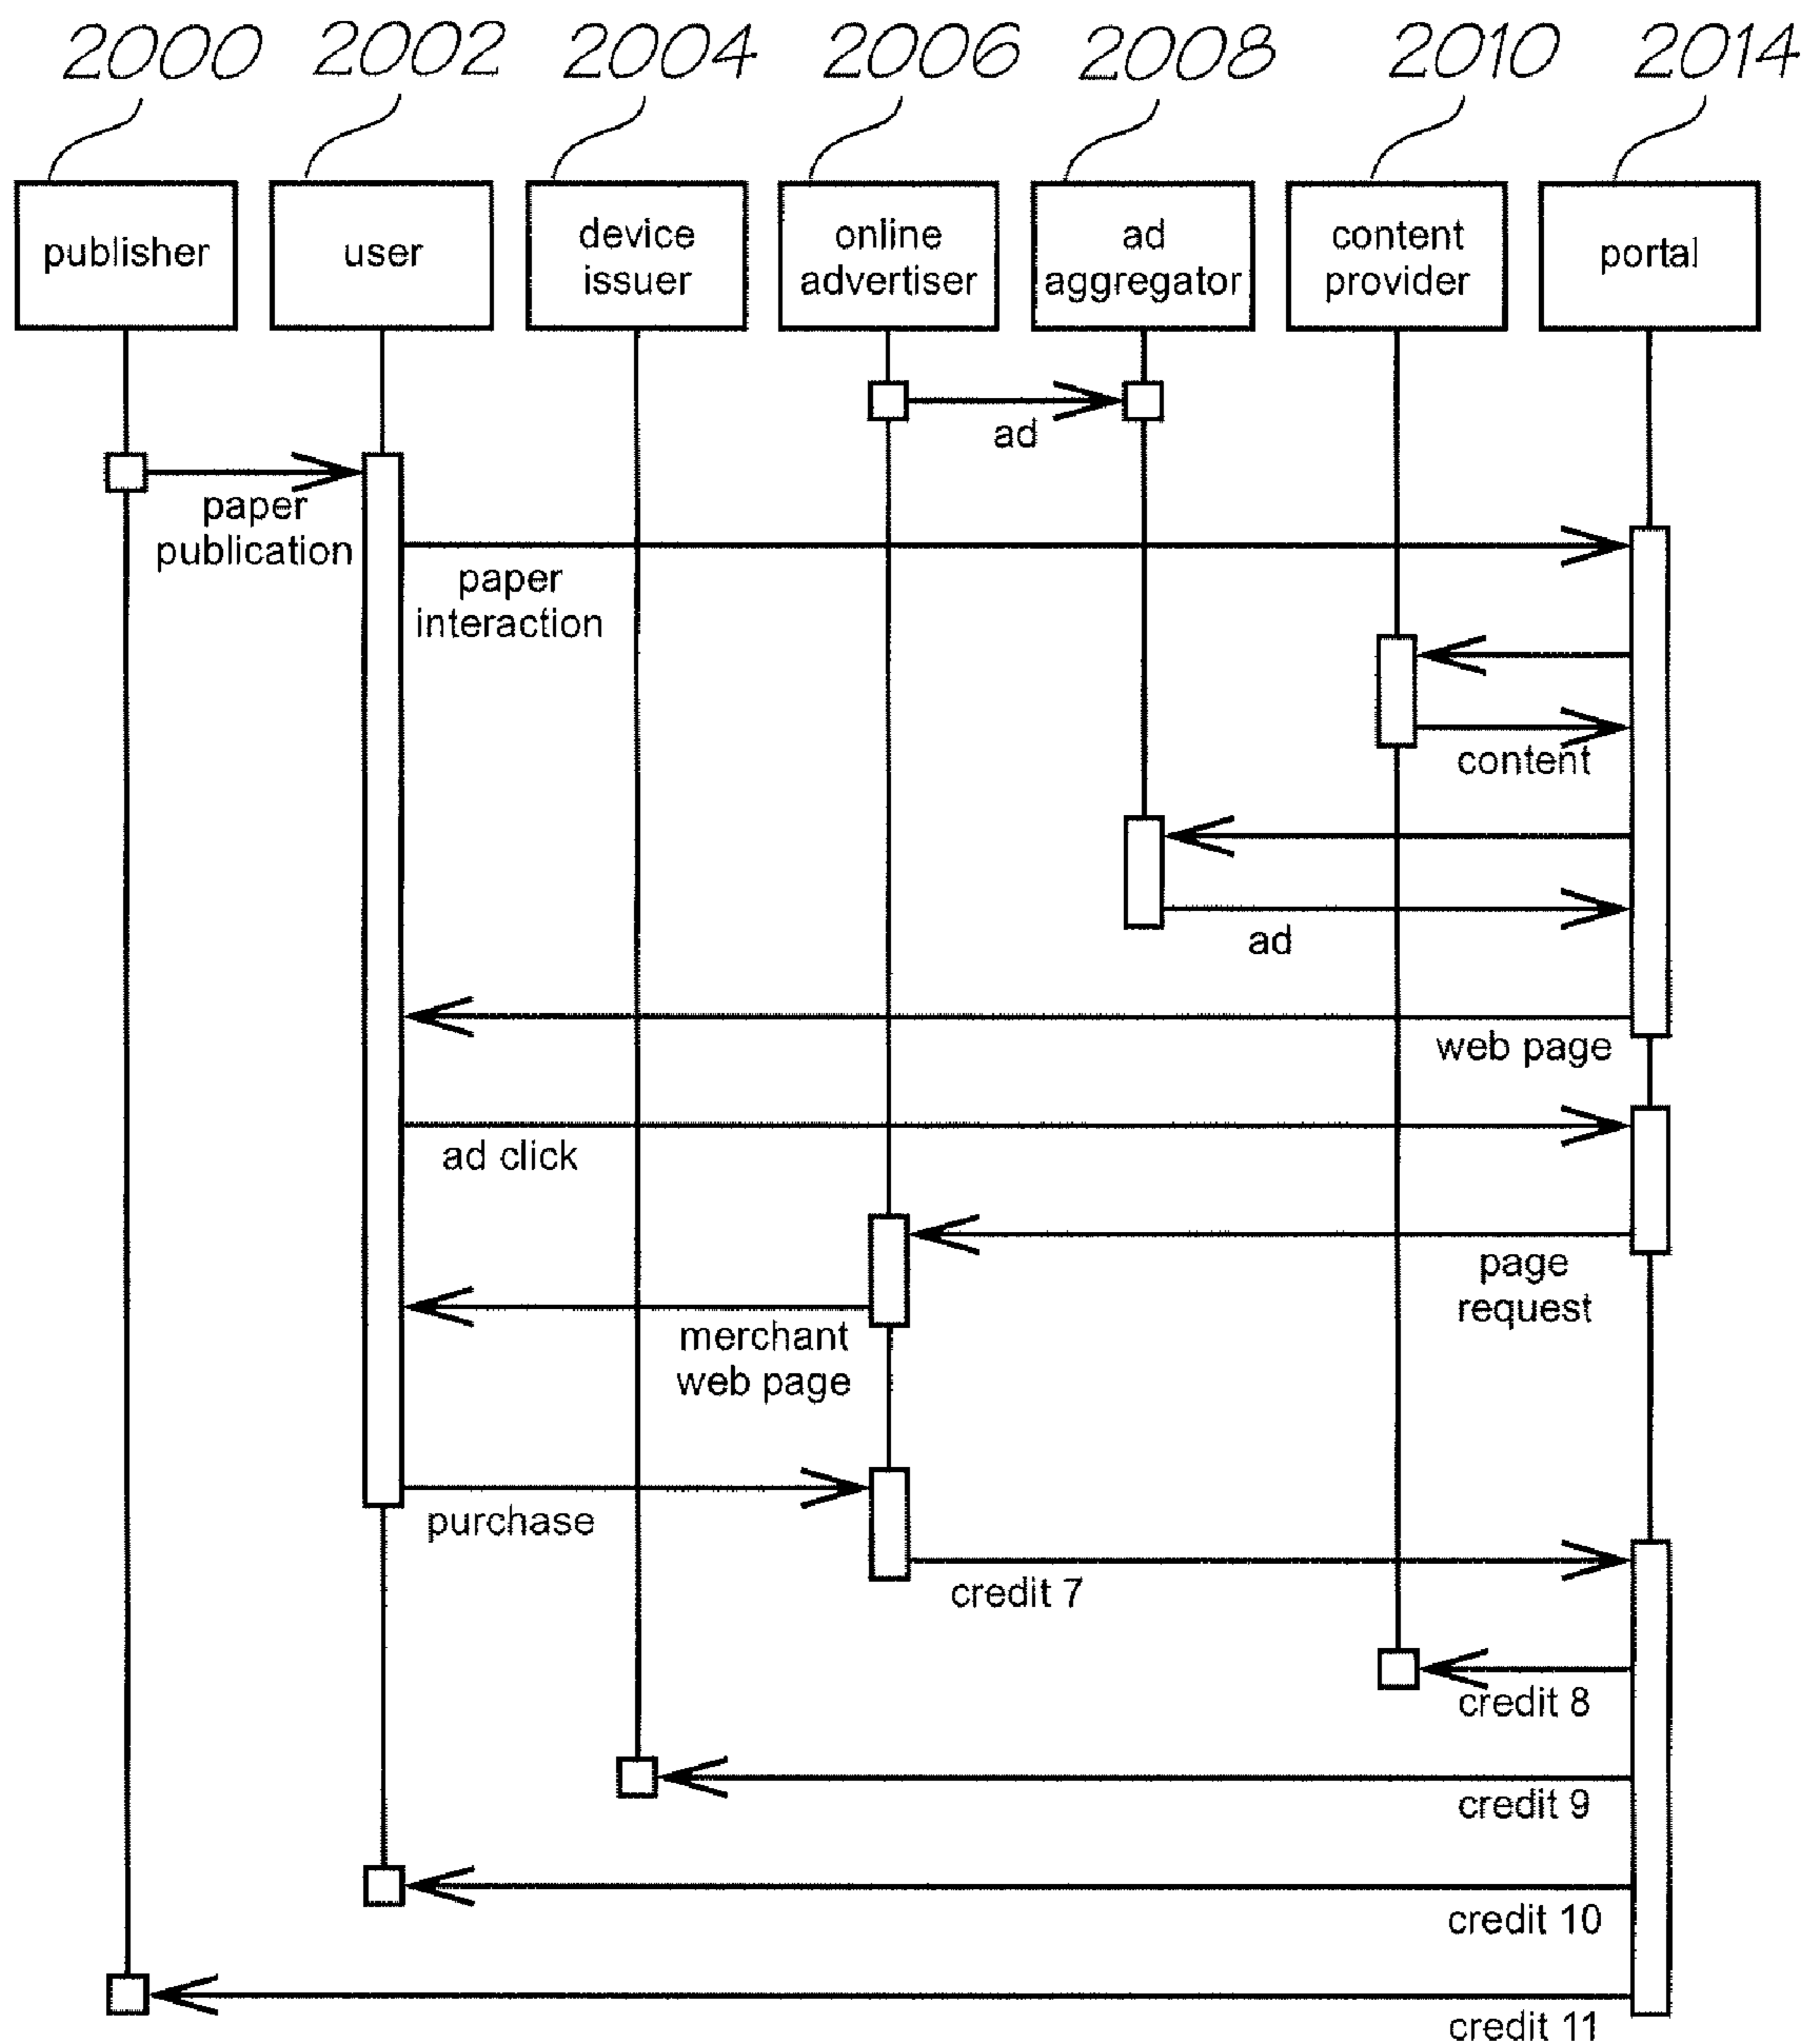 2000 2002 2004 2006 2008 2010 2014
publisher
user
device
issuer
online
advertiser
ad
aggregator
content
provider
portal
ad
paper
publication
paper
interaction
content
ad
web page
ad click
page
request
merchant
web page
purchase
credit 7
credit 8
credit 9
credit 10
credit 11